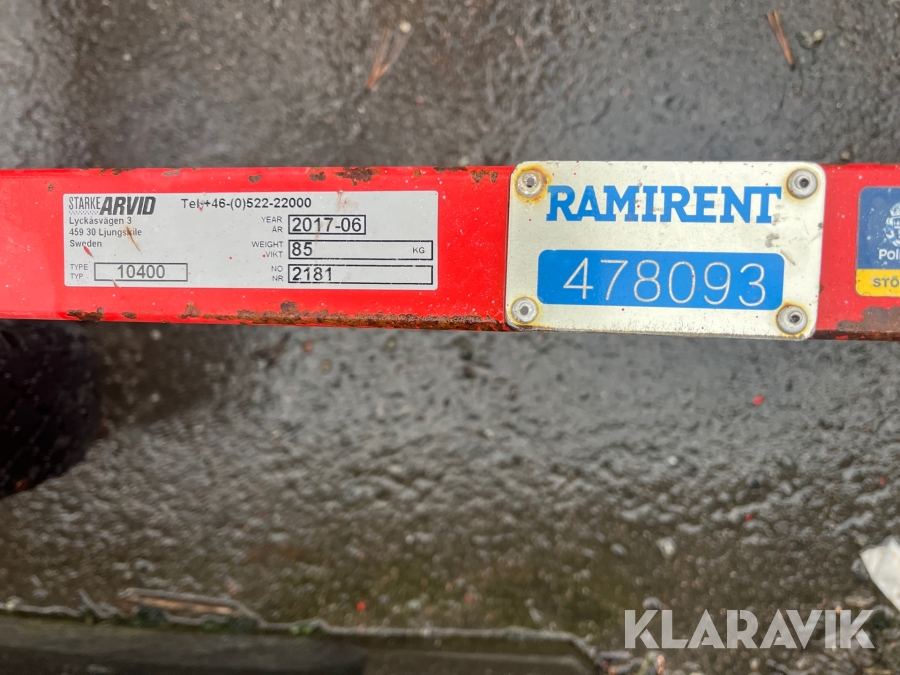 STARKE ARVID
Lyckåsvägen 3
459 30 Ljungskile
Sweden
TYPE
TYP
10400
Tel.+46-(0)522-22000
YEAR
ÅR
2017-06
WEIGHT
VIKT
85 KG
NO
NR
2181
RAMIRENT
478093
KLARAVIK